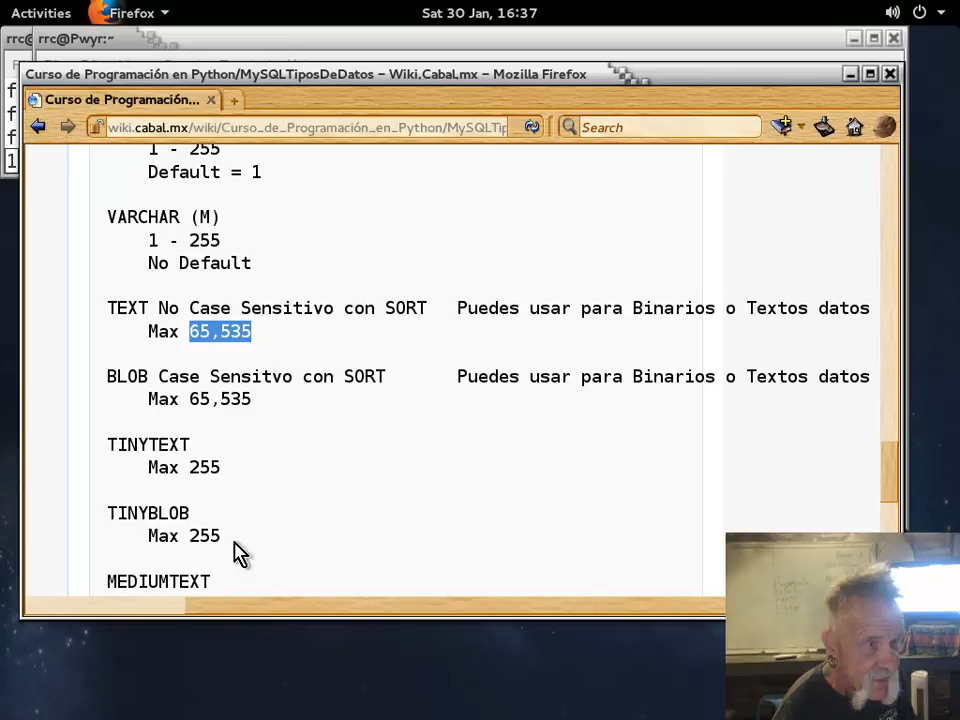 Activities Firefox Sat 30 Jan, 16:37
rrc@ rrc@Pwyr:~
Curso de Programación en Python/MySQLTiposDeDatos – Wiki.Cabal.mx – Mozilla Firefox
Curso de Programación... × +
wiki.cabal.mx/wiki/Curso_de_Programación_en_Python/MySQLTip Search
f
f
f
1
1 - 255
Default = 1
VARCHAR (M)
1 - 255
No Default
TEXT No Case Sensitivo con SORT Puedes usar para Binarios o Textos datos
Max 65,535
BLOB Case Sensitvo con SORT Puedes usar para Binarios o Textos datos
Max 65,535
TINYTEXT
Max 255
TINYBLOB
Max 255
MEDIUMTEXT